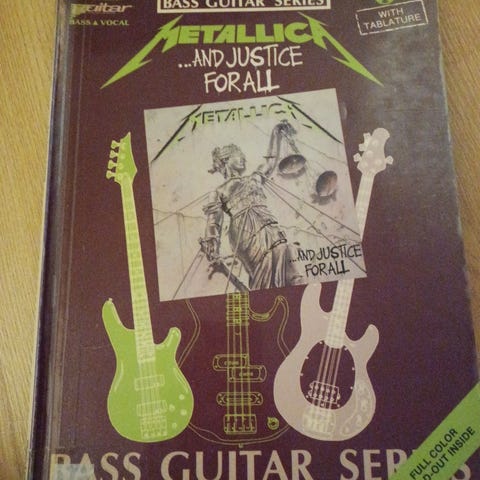 BASS GUITAR SERIES
Guitar
BASS & VOCAL
WITH
TABLATURE
METALLICA
...AND JUSTICE
FOR ALL
METALLICA
...AND JUSTICE
FOR ALL
FULL COLOR
D-OUT INSIDE
BASS GUITAR SERIES